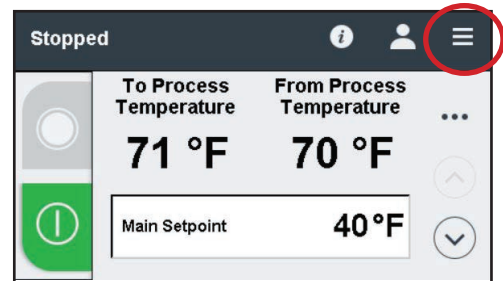 Stopped
To Process From Process
Temperature Temperature
71 °F 70 °F
Main Setpoint 40°F